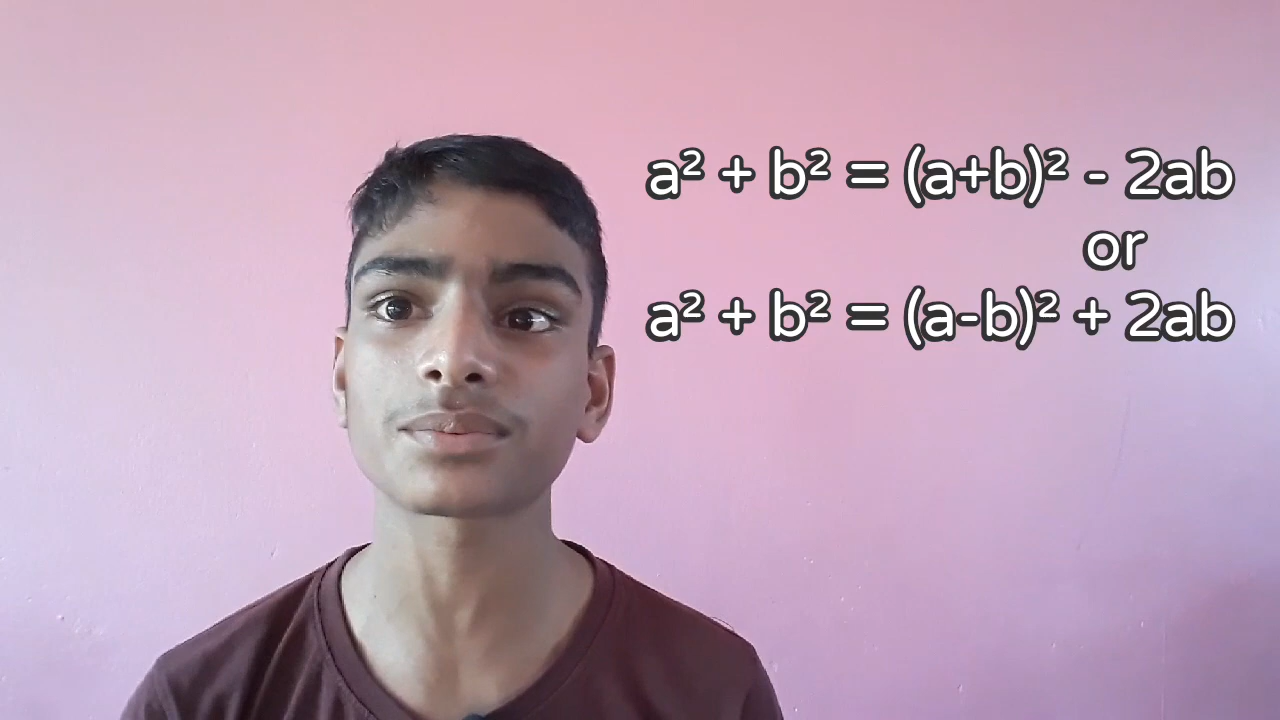 a² + b² = (a+b)² - 2ab
or
a² + b² = (a-b)² + 2ab